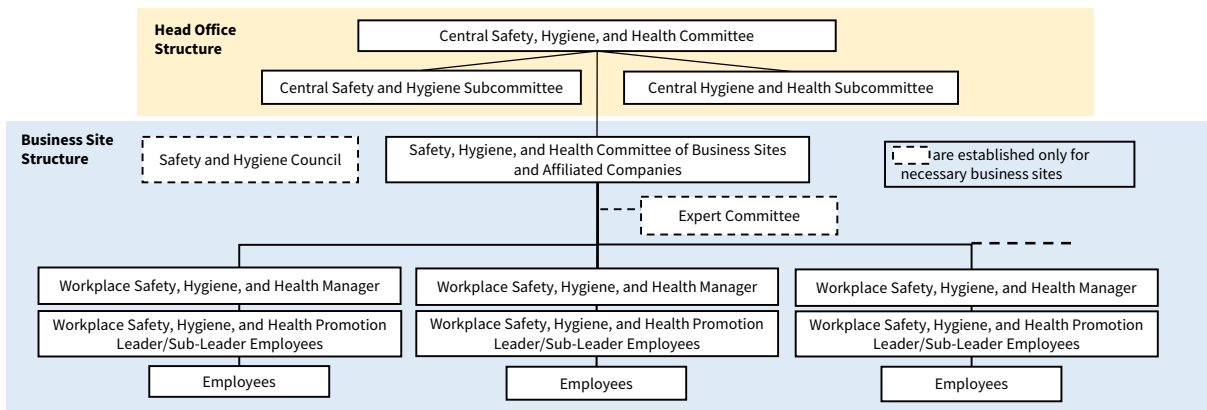 Head Office
Structure
Central Safety, Hygiene, and Health Committee
Central Safety and Hygiene Subcommittee
Central Hygiene and Health Subcommittee
Business Site
Structure
Safety and Hygiene Council
Safety, Hygiene, and Health Committee of Business Sites
and Affiliated Companies
are established only for
necessary business sites
Expert Committee
Workplace Safety, Hygiene, and Health Manager
Workplace Safety, Hygiene, and Health Manager
Workplace Safety, Hygiene, and Health Manager
Workplace Safety, Hygiene, and Health Promotion
Leader/Sub-Leader Employees
Workplace Safety, Hygiene, and Health Promotion
Leader/Sub-Leader Employees
Workplace Safety, Hygiene, and Health Promotion
Leader/Sub-Leader Employees
Employees
Employees
Employees